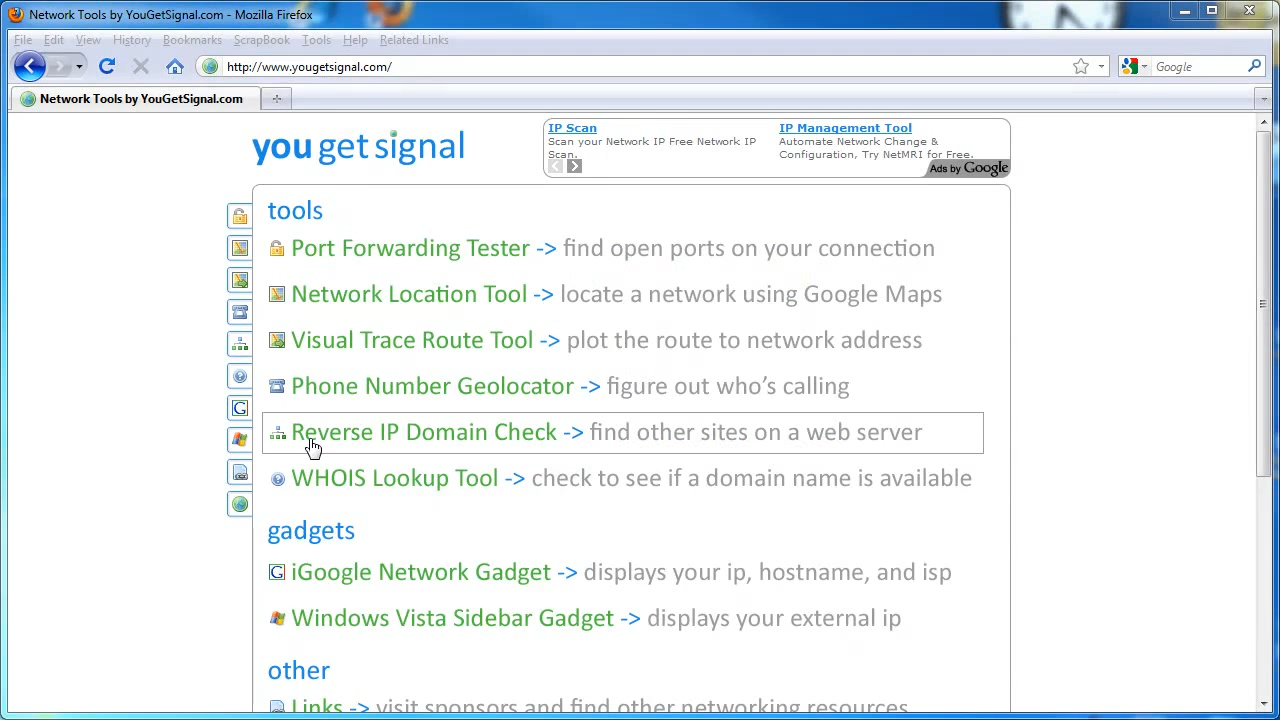 Network Tools by YouGetSignal.com - Mozilla Firefox
File Edit View History Bookmarks ScrapBook Tools Help Related Links
http://www.yougetsignal.com/
Google
Network Tools by YouGetSignal.com
you get signal
IP Scan
Scan your Network IP Free Network IP
Scan.
IP Management Tool
Automate Network Change &
Configuration, Try NetMRI for Free.
Ads by Google
tools
Port Forwarding Tester -> find open ports on your connection
Network Location Tool -> locate a network using Google Maps
Visual Trace Route Tool -> plot the route to network address
Phone Number Geolocator -> figure out who's calling
Reverse IP Domain Check -> find other sites on a web server
WHOIS Lookup Tool -> check to see if a domain name is available
gadgets
iGoogle Network Gadget -> displays your ip, hostname, and isp
Windows Vista Sidebar Gadget -> displays your external ip
other
Links -> visit sponsors and find other networking resources